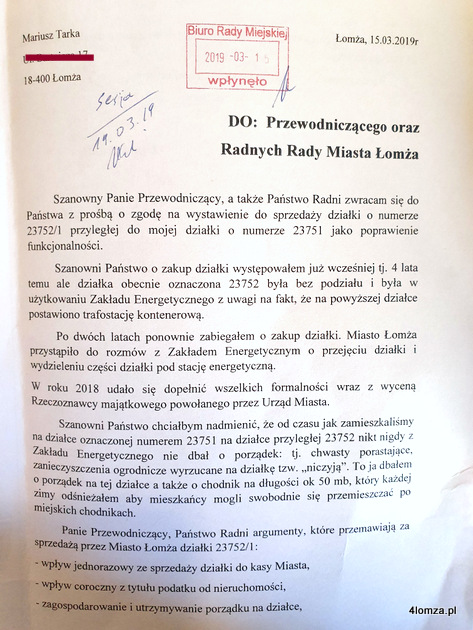 Mariusz Tarka
18-400 Łomża
Biuro Rady Miejskiej
2019 -03- 15
wpłynęło
Łomża, 15.03.2019r
sesja
19.03.19
DO: Przewodniczącego oraz
Radnych Rady Miasta Łomża
Szanowny Panie Przewodniczący, a także Państwo Radni zwracam się do
Państwa z prośbą o zgodę na wystawienie do sprzedaży działki o numerze
23752/1 przyległej do mojej działki o numerze 23751 jako poprawienie
funkcjonalności.
Szanowni Państwo o zakup działki występowałem już wcześniej tj. 4 lata
temu ale działka obecnie oznaczona 23752 była bez podziału i była w
użytkowaniu Zakładu Energetycznego z uwagi na fakt, że na powyższej działce
postawiono trafostację kontenerową.
Po dwóch latach ponownie zabiegałem o zakup działki. Miasto Łomża
przystąpiło do rozmów z Zakładem Energetycznym o przejęciu działki i
wydzieleniu części działki pod stację energetyczną.
W roku 2018 udało się dopełnić wszelkich formalności wraz z wyceną
Rzeczoznawcy majątkowego powołanego przez Urząd Miasta.
Szanowni Państwo chciałbym nadmienić, że od czasu jak zamieszkaliśmy
na działce oznaczonej numerem 23751 na działce przyległej 23752 nikt nigdy z
Zakładu Energetycznego nie dbał o porządek: tj. chwasty porastające,
zanieczyszczenia ogrodnicze wyrzucane na działkę tzw. „niczyją”. To ja dbałem
o porządek na tej działce a także o chodnik na długości ok 50 mb, który każdej
zimy odśnieżałem aby mieszkańcy mogli swobodnie się przemieszczać po
miejskich chodnikach.
Panie Przewodniczący, Państwo Radni argumenty, które przemawiają za
sprzedażą przez Miasto Łomża działki 23752/1:
- wpływ jednorazowy ze sprzedaży działki do kasy Miasta,
- wpływ coroczny z tytułu podatku od nieruchomości,
- zagospodarowanie i utrzymywanie porządku na działce,
4lomza.pl